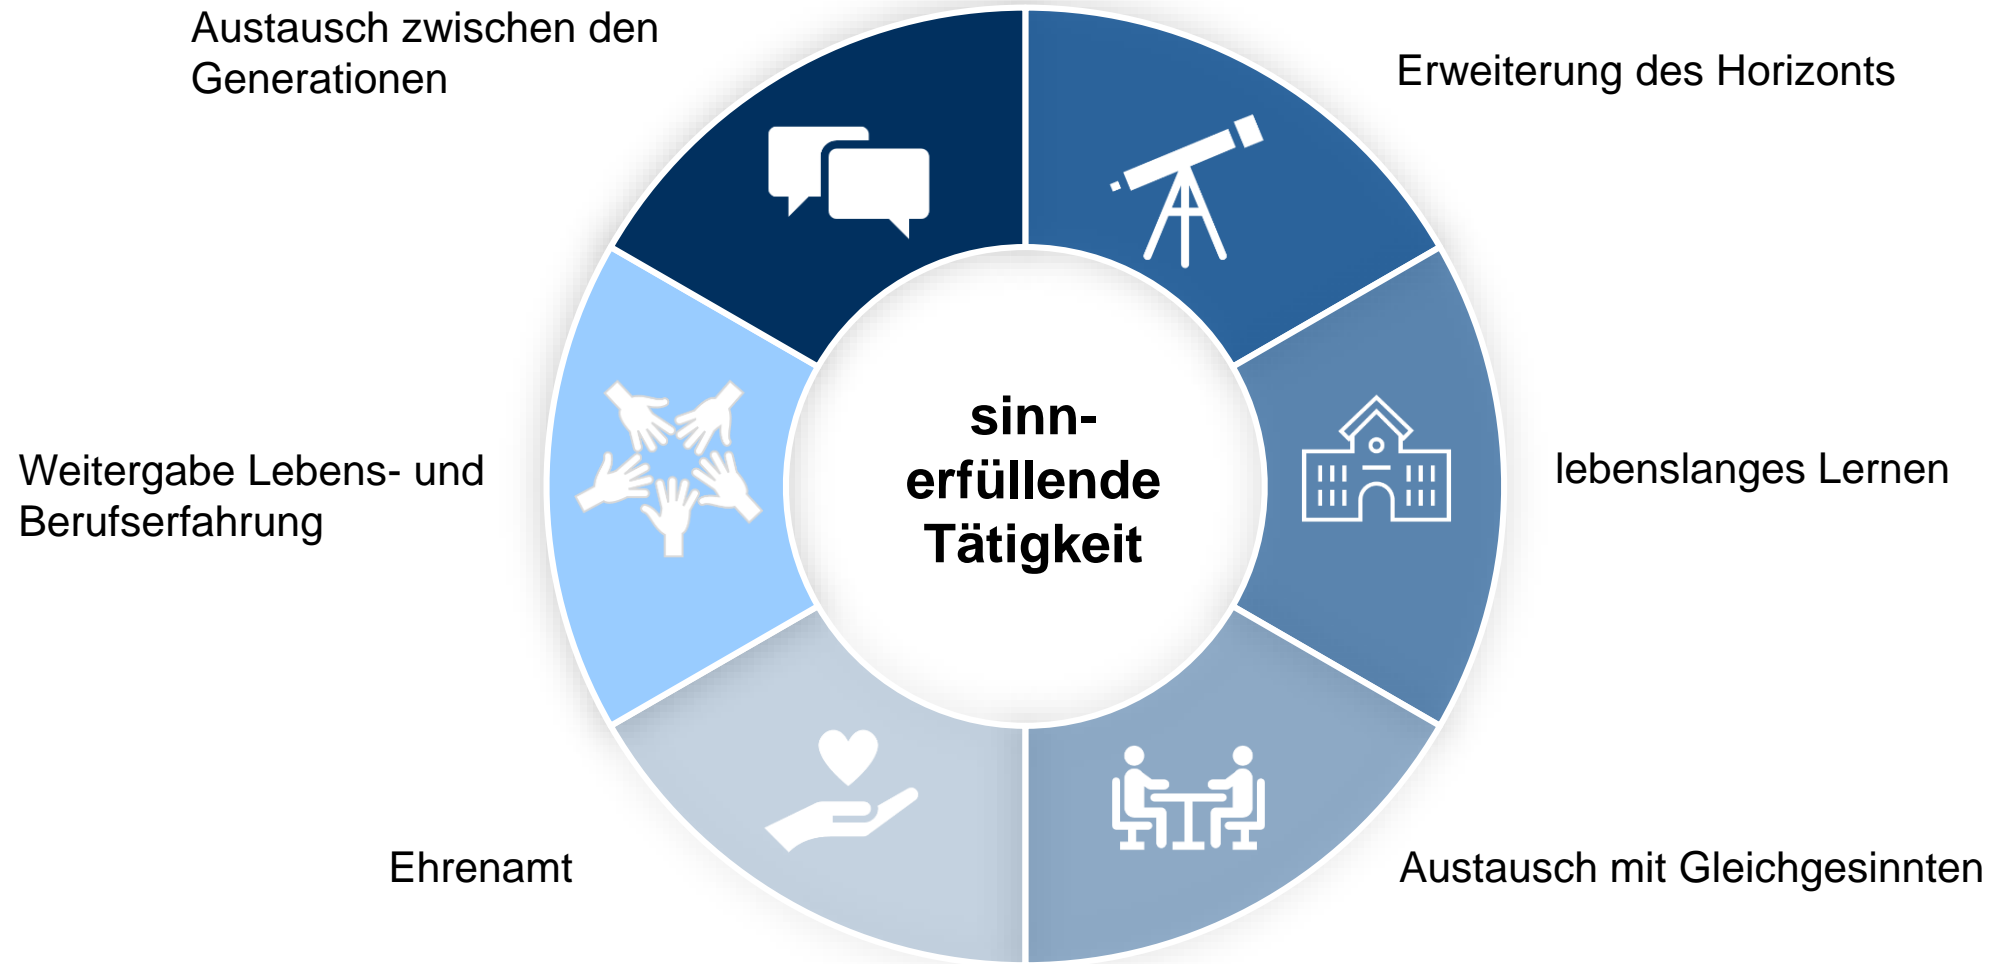 Austausch zwischen den
Generationen
Erweiterung des Horizonts
sinn-
erfüllende
Tätigkeit
Weitergabe Lebens- und
Berufserfahrung
lebenslanges Lernen
Ehrenamt
Austausch mit Gleichgesinnten